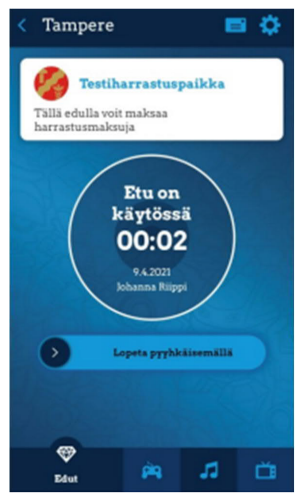 Tampere
Testiharrastuspaikka
Tällä edulla voit maksaa
harrastusmaksuja
Etu on
käytössä
00:02
9.4.2021
Johanna Riippi
Lopeta pyyhkäisemällä
Edut